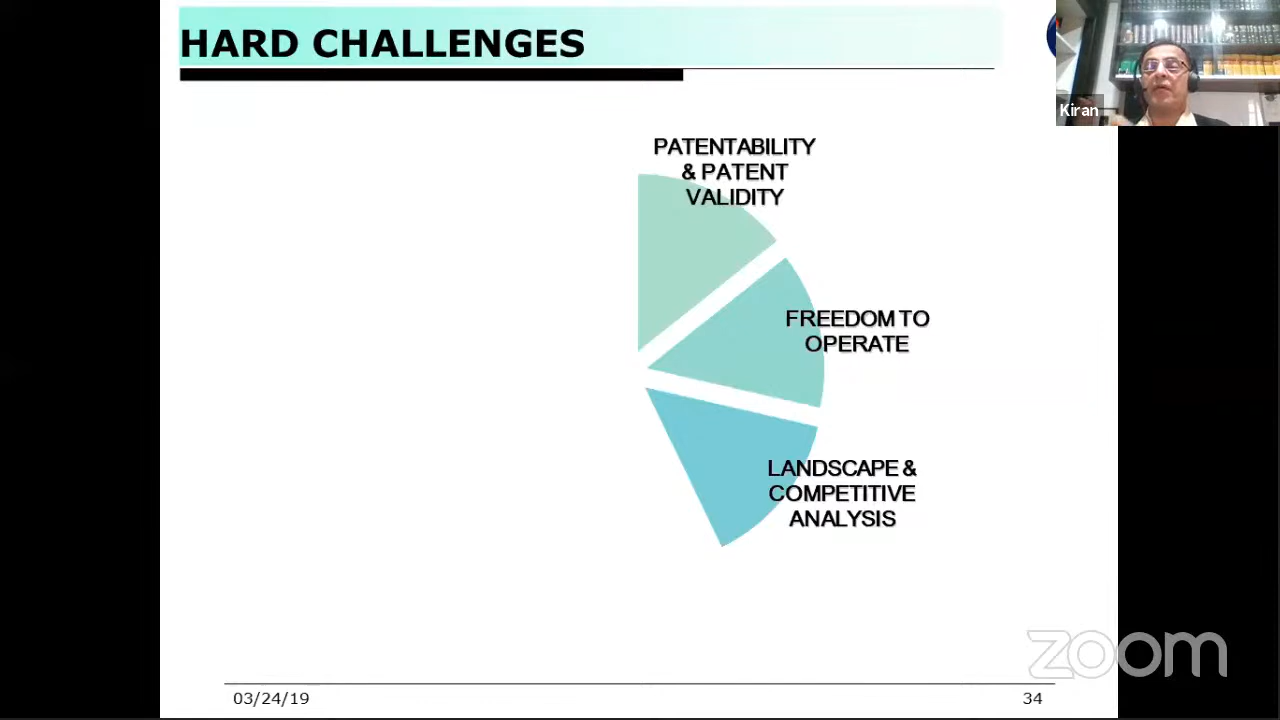 HARD CHALLENGES
Kiran
PATENTABILITY
& PATENT
VALIDITY
FREEDOM TO
OPERATE
LANDSCAPE &
COMPETITIVE
ANALYSIS
zoom
03/24/19
34